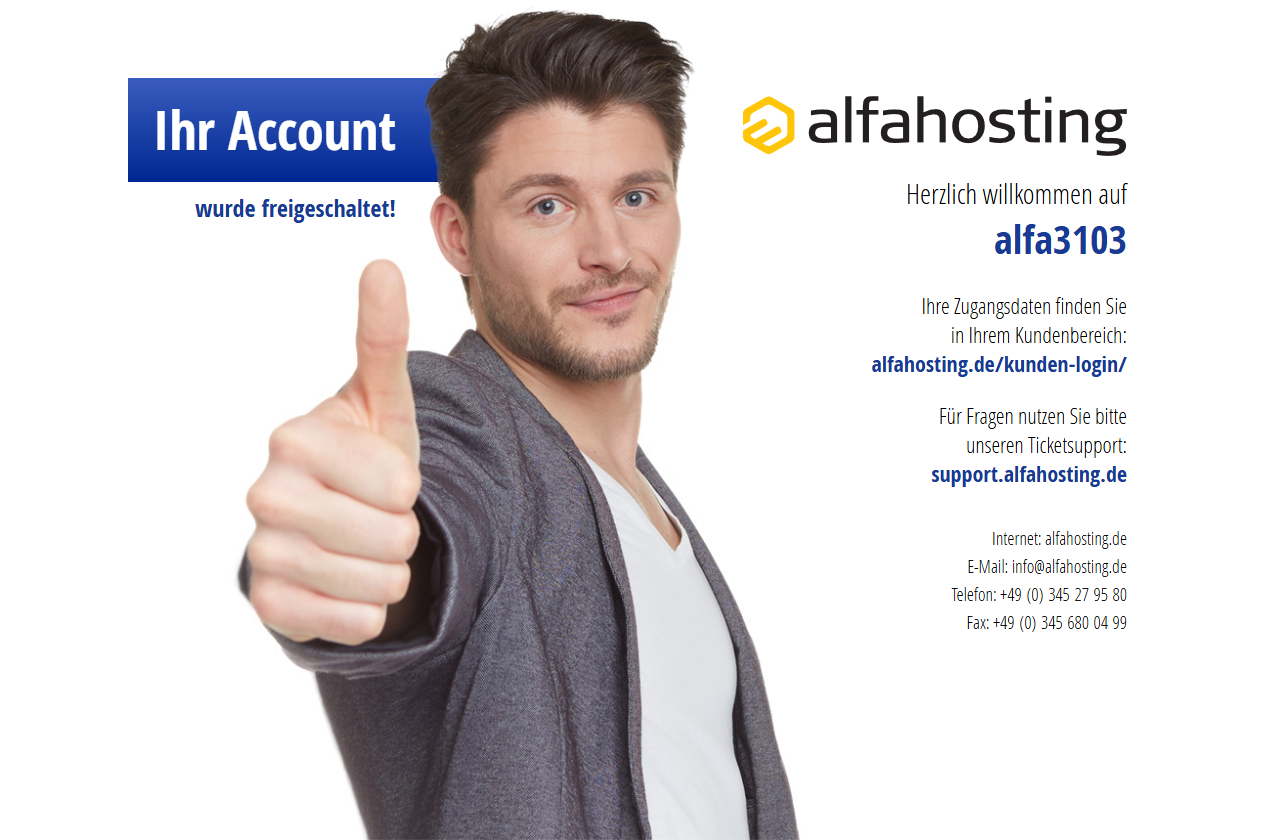 Ihr Account
wurde freigeschaltet!
alfahosting
Herzlich willkommen auf
alfa3103
Ihre Zugangsdaten finden Sie
in Ihrem Kundenbereich:
alfahosting.de/kunden-login/
Für Fragen nutzen Sie bitte
unseren Ticketsupport:
support.alfahosting.de
Internet: alfahosting.de
E-Mail: info@alfahosting.de
Telefon: +49 (0) 345 27 95 80
Fax: +49 (0) 345 680 04 99